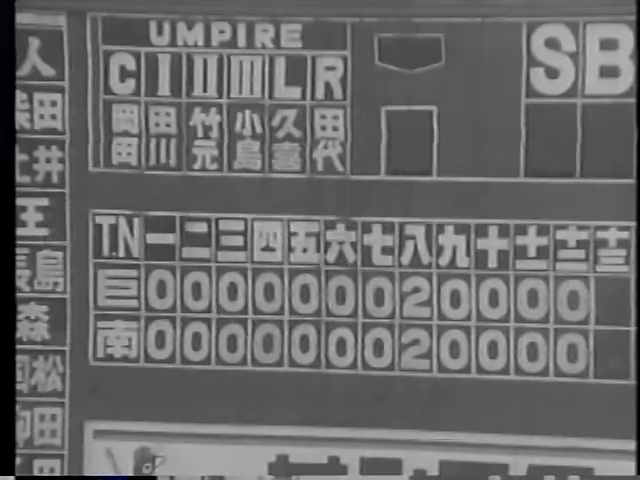 人
柴田
土井
王
長島
森
国松
柳田
UMPIRE
C I II III L R
岡田 田川 竹元 小島 久喜 田代
S B
T.N 一 二 三 四 五 六 七 八 九 十 十一 十二 十三
巨 0 0 0 0 0 0 0 2 0 0 0 0
南 0 0 0 0 0 0 0 2 0 0 0 0